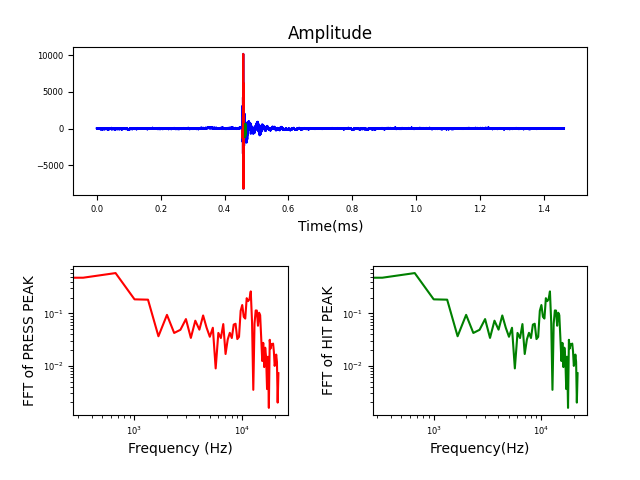 Amplitude
10000
5000
0
−5000
0.0 0.2 0.4 0.6 0.8 1.0 1.2 1.4
Time(ms)
FFT of PRESS PEAK
10⁻¹
10⁻²
10³ 10⁴
Frequency (Hz)
FFT of HIT PEAK
10⁻¹
10⁻²
10³ 10⁴
Frequency(Hz)